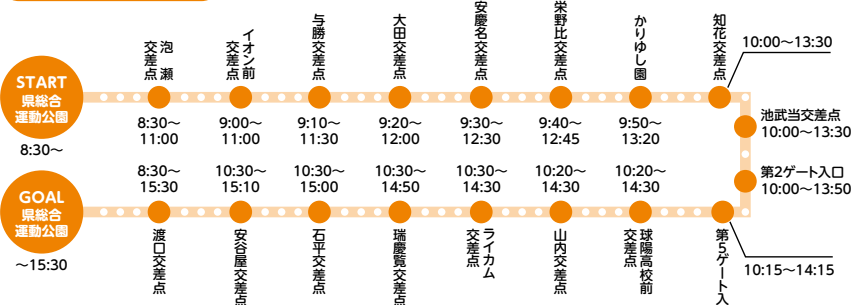 START
県総合
運動公園
8:30～
泡瀬
交差点
8:30～
11:00
イオン前
交差点
9:00～
11:00
与勝交差点
9:10～
11:30
大田交差点
9:20～
12:00
安慶名交差点
9:30～
12:30
栄野比交差点
9:40～
12:45
かりゆし園
9:50～
13:20
知花交差点
10:00～13:30
池武当交差点
10:00～13:30
第2ゲート入口
10:00～13:50
第5ゲート入
10:15～14:15
10:20～
14:30
球陽高校前
交差点
10:20～
14:30
山内交差点
10:30～
14:30
ライカム
交差点
10:30～
14:50
瑞慶覧交差点
10:30～
15:00
石平交差点
10:30～
15:10
安谷屋交差点
8:30～
15:30
渡口交差点
GOAL
県総合
運動公園
～15:30